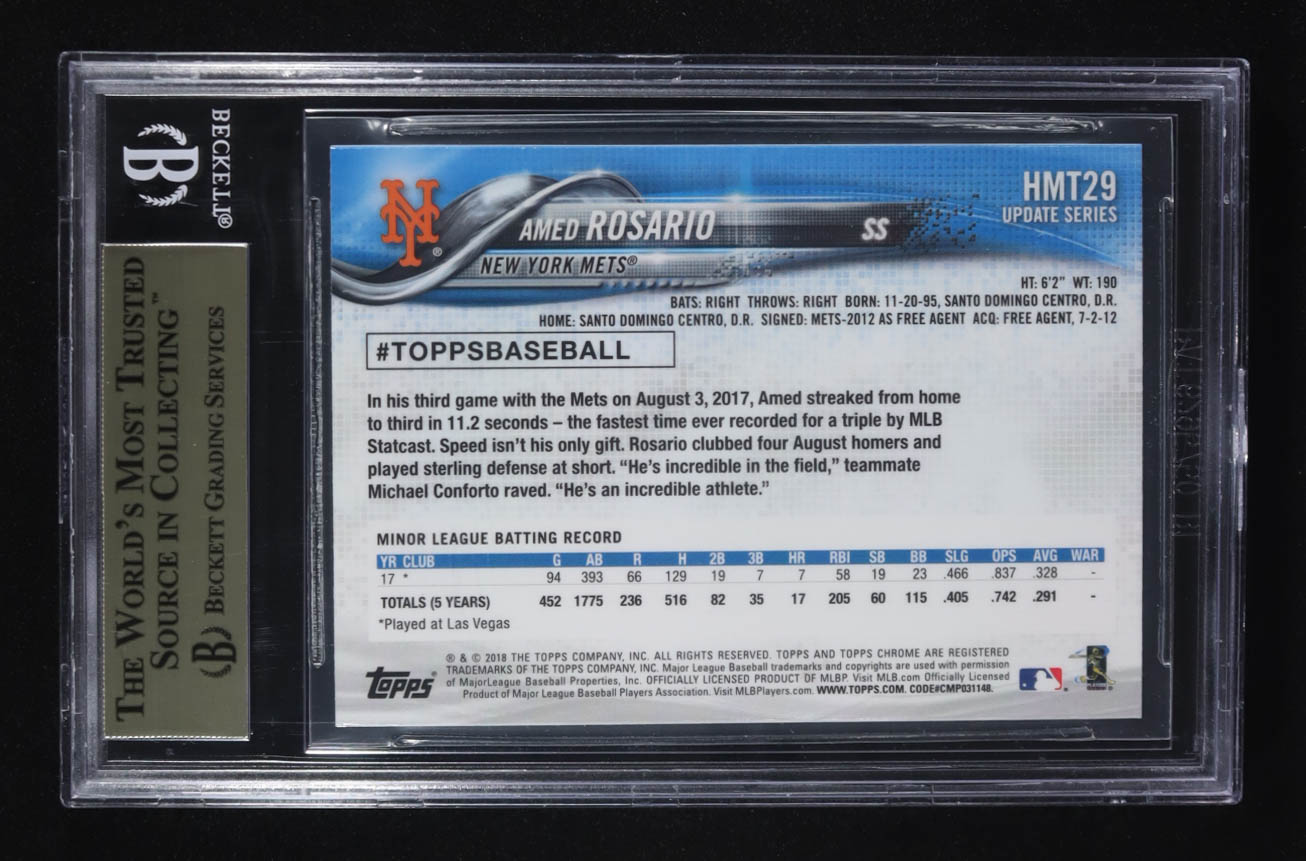 BECKETT®
B
THE WORLD'S MOST TRUSTED
SOURCE IN COLLECTING™
B BECKETT GRADING SERVICES
NY ®
AMED ROSARIO SS
NEW YORK METS®
HMT29
UPDATE SERIES
HT: 6'2" WT: 190
BATS: RIGHT THROWS: RIGHT BORN: 11-20-95, SANTO DOMINGO CENTRO, D.R.
HOME: SANTO DOMINGO CENTRO, D.R. SIGNED: METS-2012 AS FREE AGENT ACQ: FREE AGENT, 7-2-12
#TOPPSBASEBALL
In his third game with the Mets on August 3, 2017, Amed streaked from home
to third in 11.2 seconds – the fastest time ever recorded for a triple by MLB
Statcast. Speed isn't his only gift. Rosario clubbed four August homers and
played sterling defense at short. “He's incredible in the field,” teammate
Michael Conforto raved. “He's an incredible athlete.”
MINOR LEAGUE BATTING RECORD
YR CLUB G AB R H 2B 3B HR RBI SB BB SLG OPS AVG WAR
17 * 94 393 66 129 19 7 7 58 19 23 .466 .837 .328 -
TOTALS (5 YEARS) 452 1775 236 516 82 35 17 205 60 115 .405 .742 .291 -
*Played at Las Vegas
topps®
® & © 2018 THE TOPPS COMPANY, INC. ALL RIGHTS RESERVED. TOPPS AND TOPPS CHROME ARE REGISTERED
TRADEMARKS OF THE TOPPS COMPANY, INC. Major League Baseball trademarks and copyrights are used with permission
of MajorLeague Baseball Properties, Inc. OFFICIALLY LICENSED PRODUCT OF MLBP. Visit MLB.com Officially Licensed
Product of Major League Baseball Players Association. Visit MLBPlayers.com. WWW.TOPPS.COM. CODE#CMP031148.